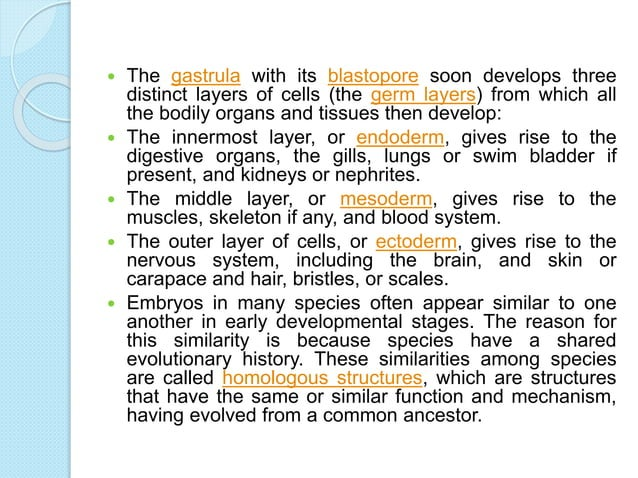 The gastrula with its blastopore soon develops three
distinct layers of cells (the germ layers) from which all
the bodily organs and tissues then develop:
The innermost layer, or endoderm, gives rise to the
digestive organs, the gills, lungs or swim bladder if
present, and kidneys or nephrites.
The middle layer, or mesoderm, gives rise to the
muscles, skeleton if any, and blood system.
The outer layer of cells, or ectoderm, gives rise to the
nervous system, including the brain, and skin or
carapace and hair, bristles, or scales.
Embryos in many species often appear similar to one
another in early developmental stages. The reason for
this similarity is because species have a shared
evolutionary history. These similarities among species
are called homologous structures, which are structures
that have the same or similar function and mechanism,
having evolved from a common ancestor.